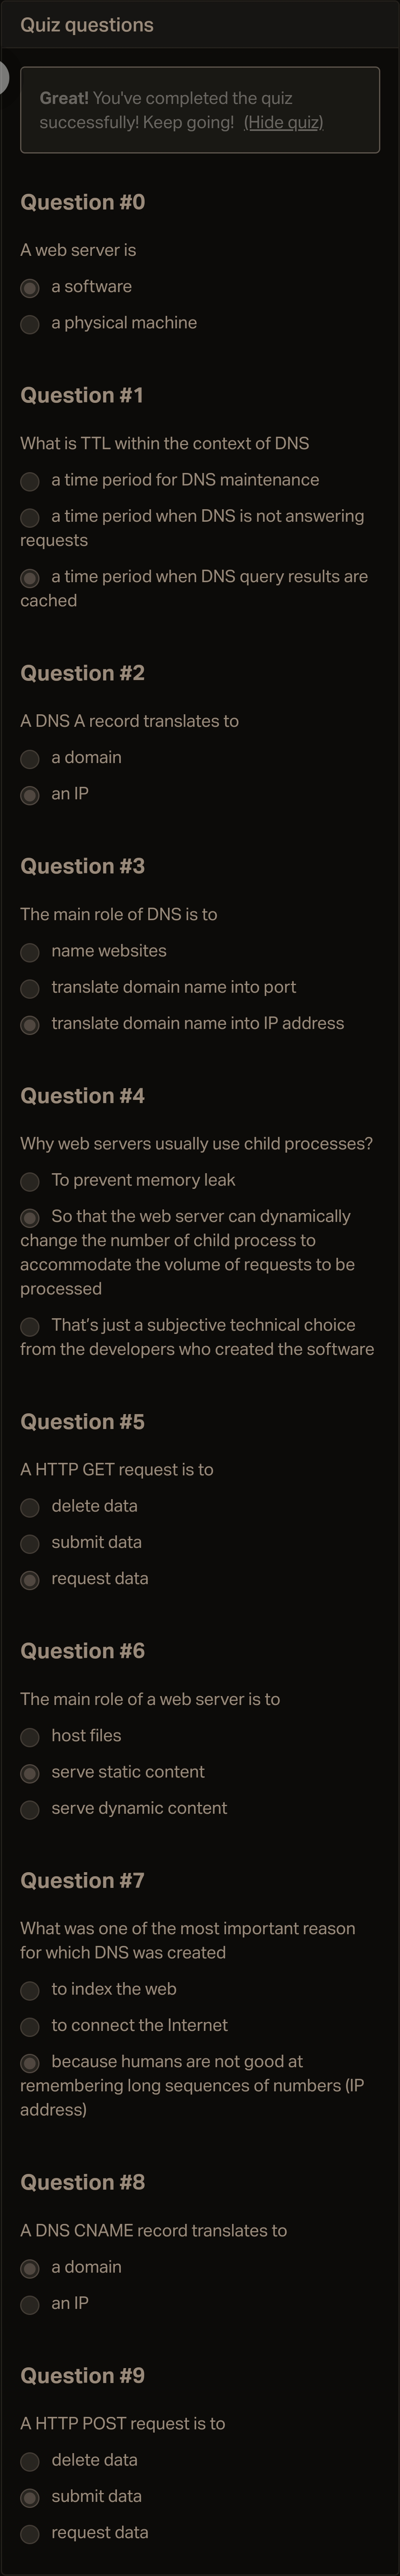 Quiz questions
Great! You've completed the quiz
successfully! Keep going! (Hide quiz)
Question #0
A web server is
a software
a physical machine
Question #1
What is TTL within the context of DNS
a time period for DNS maintenance
a time period when DNS is not answering
requests
a time period when DNS query results are
cached
Question #2
A DNS A record translates to
a domain
an IP
Question #3
The main role of DNS is to
name websites
translate domain name into port
translate domain name into IP address
Question #4
Why web servers usually use child processes?
To prevent memory leak
So that the web server can dynamically
change the number of child process to
accommodate the volume of requests to be
processed
That's just a subjective technical choice
from the developers who created the software
Question #5
A HTTP GET request is to
delete data
submit data
request data
Question #6
The main role of a web server is to
host files
serve static content
serve dynamic content
Question #7
What was one of the most important reason
for which DNS was created
to index the web
to connect the Internet
because humans are not good at
remembering long sequences of numbers (IP
address)
Question #8
A DNS CNAME record translates to
a domain
an IP
Question #9
A HTTP POST request is to
delete data
submit data
request data